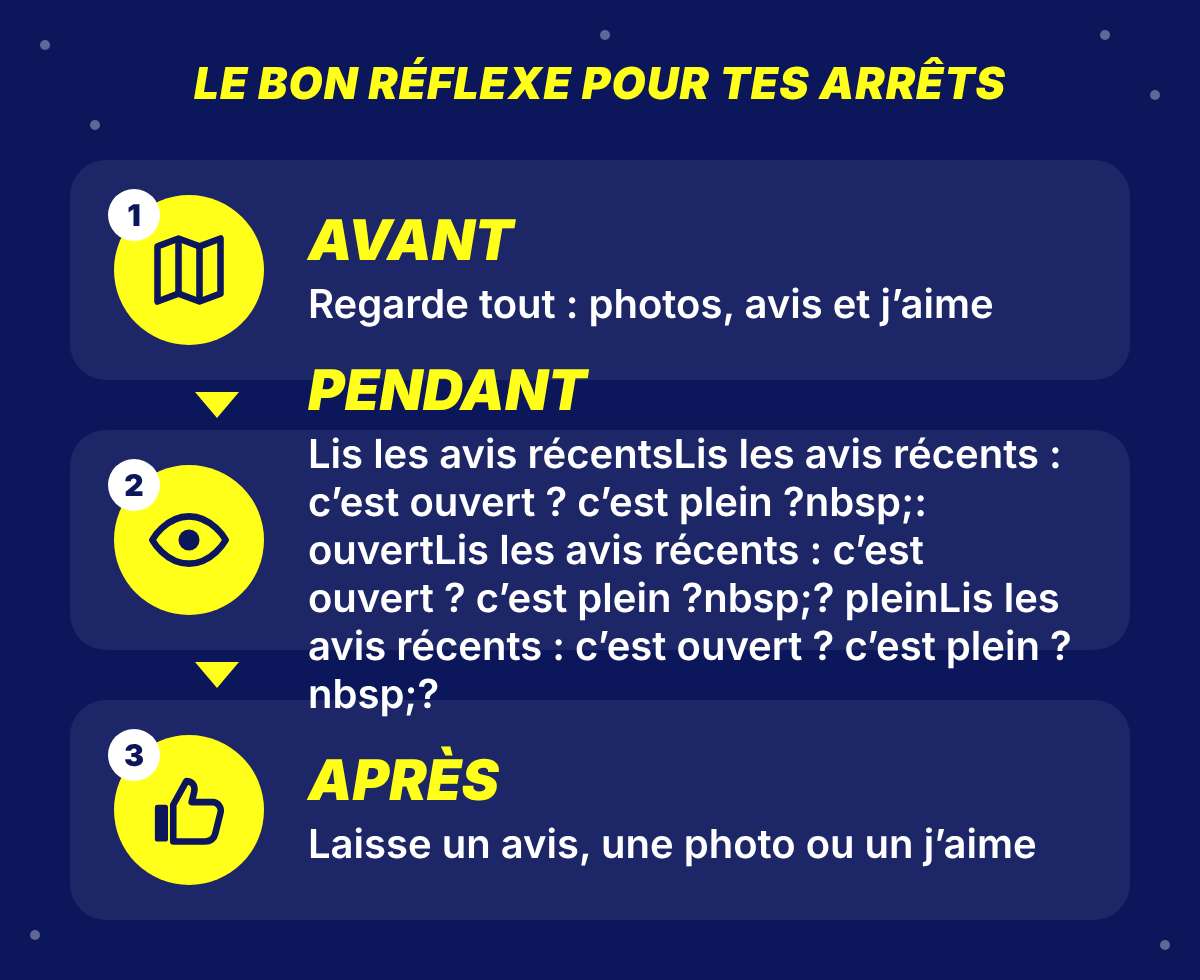 LE BON RÉFLEXE POUR TES ARRÊTS
1
AVANT
Regarde tout : photos, avis et j’aime
2
PENDANT
Lis les avis récentsLis les avis récents :
c’est ouvert ? c’est plein ?nbsp;:
ouvertLis les avis récents : c’est
ouvert ? c’est plein ?nbsp;? pleinLis les
avis récents : c’est ouvert ? c’est plein ?
nbsp;?
3
APRÈS
Laisse un avis, une photo ou un j’aime